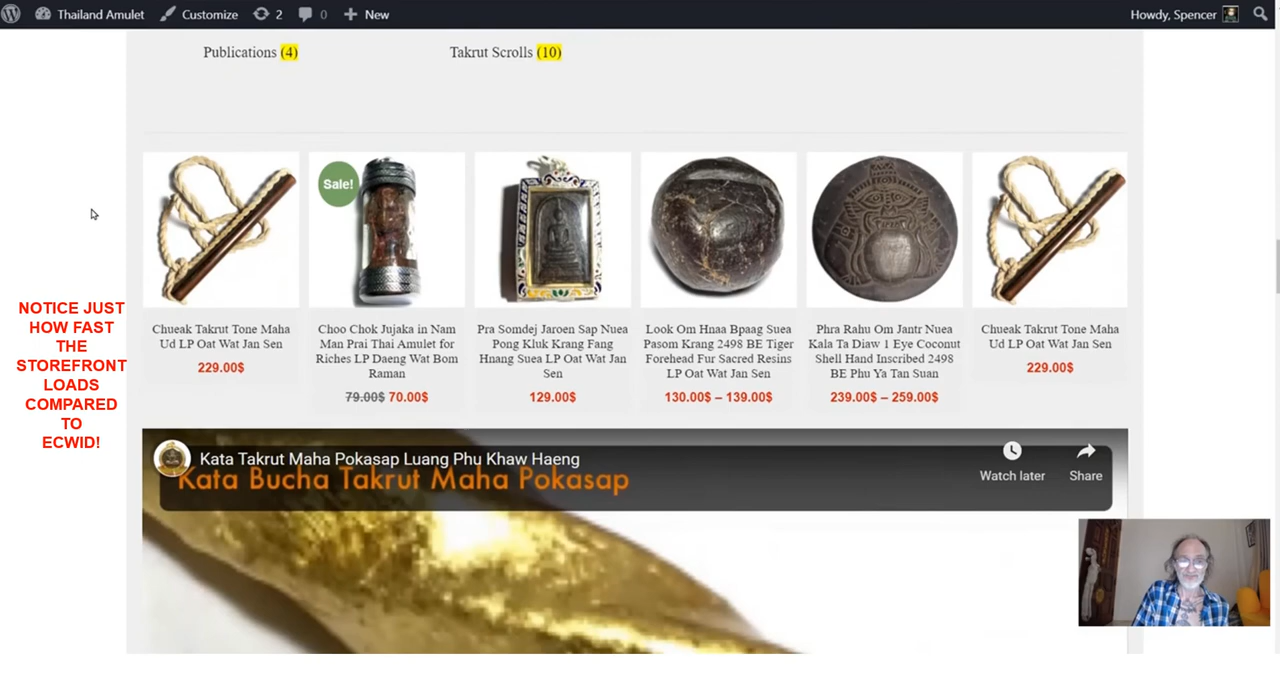 Thailand Amulet Customize 2 0 New Howdy, Spencer
Publications (4) Takrut Scrolls (10)
Sale!
Chueak Takrut Tone Maha
Ud LP Oat Wat Jan Sen
229.00$
Choo Chok Jujaka in Nam
Man Prai Thai Amulet for
Riches LP Daeng Wat Bom
Raman
79.00$ 70.00$
Pra Somdej Jaroen Sap Nuea
Pong Kluk Krang Fang
Hnang Suea LP Oat Wat Jan
Sen
129.00$
Look Om Hnaa Bpaag Suea
Pasom Krang 2498 BE Tiger
Forehead Fur Sacred Resins
LP Oat Wat Jan Sen
130.00$ – 139.00$
Phra Rahu Om Jantr Nuea
Kala Ta Diaw 1 Eye Coconut
Shell Hand Inscribed 2498
BE Phu Ya Tan Suan
239.00$ – 259.00$
Chueak Takrut Tone Maha
Ud LP Oat Wat Jan Sen
229.00$
NOTICE JUST
HOW FAST
THE
STOREFRONT
LOADS
COMPARED
TO
ECWID!
Kata Takrut Maha Pokasap Luang Phu Khaw Haeng
Kata Bucha Takrut Maha Pokasap
Watch later Share